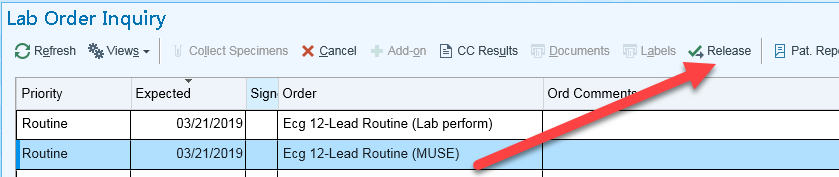 Lab Order Inquiry
Refresh Views Collect Specimens Cancel Add-on CC Results Documents Labels Release Pat. Repo
Priority Expected Sign Order Ord Comments
Routine 03/21/2019 Ecg 12-Lead Routine (Lab perform)
Routine 03/21/2019 Ecg 12-Lead Routine (MUSE)